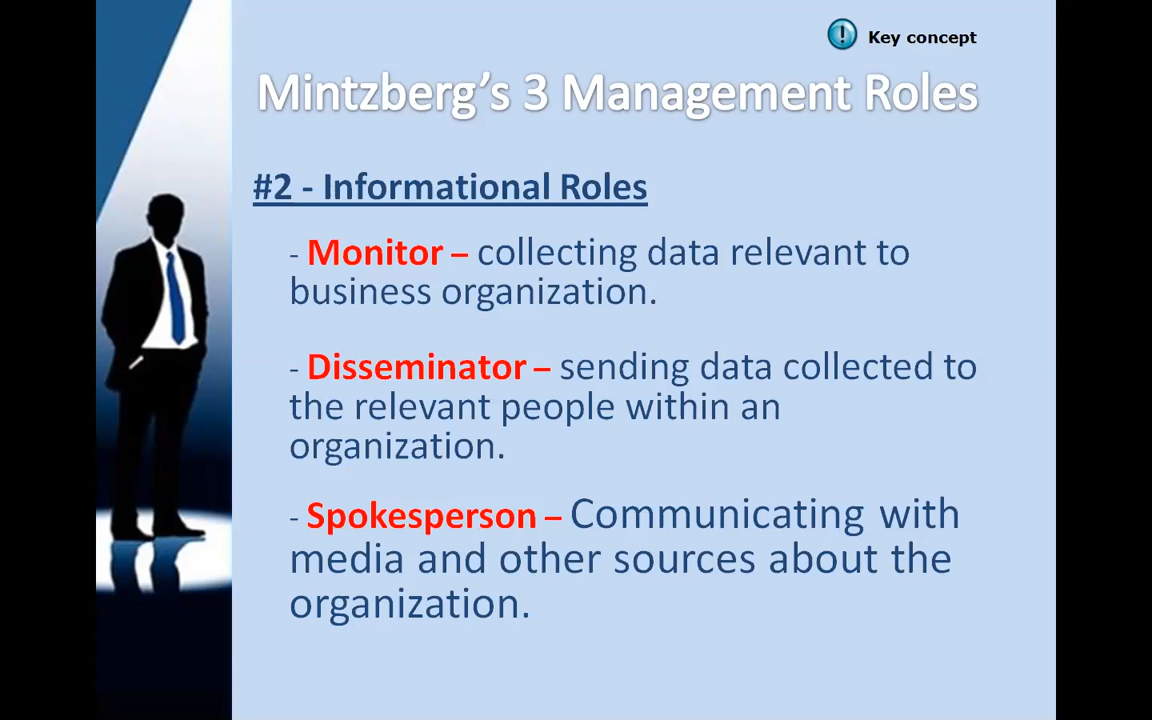 Key concept
Mintzberg’s 3 Management Roles
#2 - Informational Roles
- Monitor – collecting data relevant to
business organization.
- Disseminator – sending data collected to
the relevant people within an
organization.
- Spokesperson – Communicating with
media and other sources about the
organization.